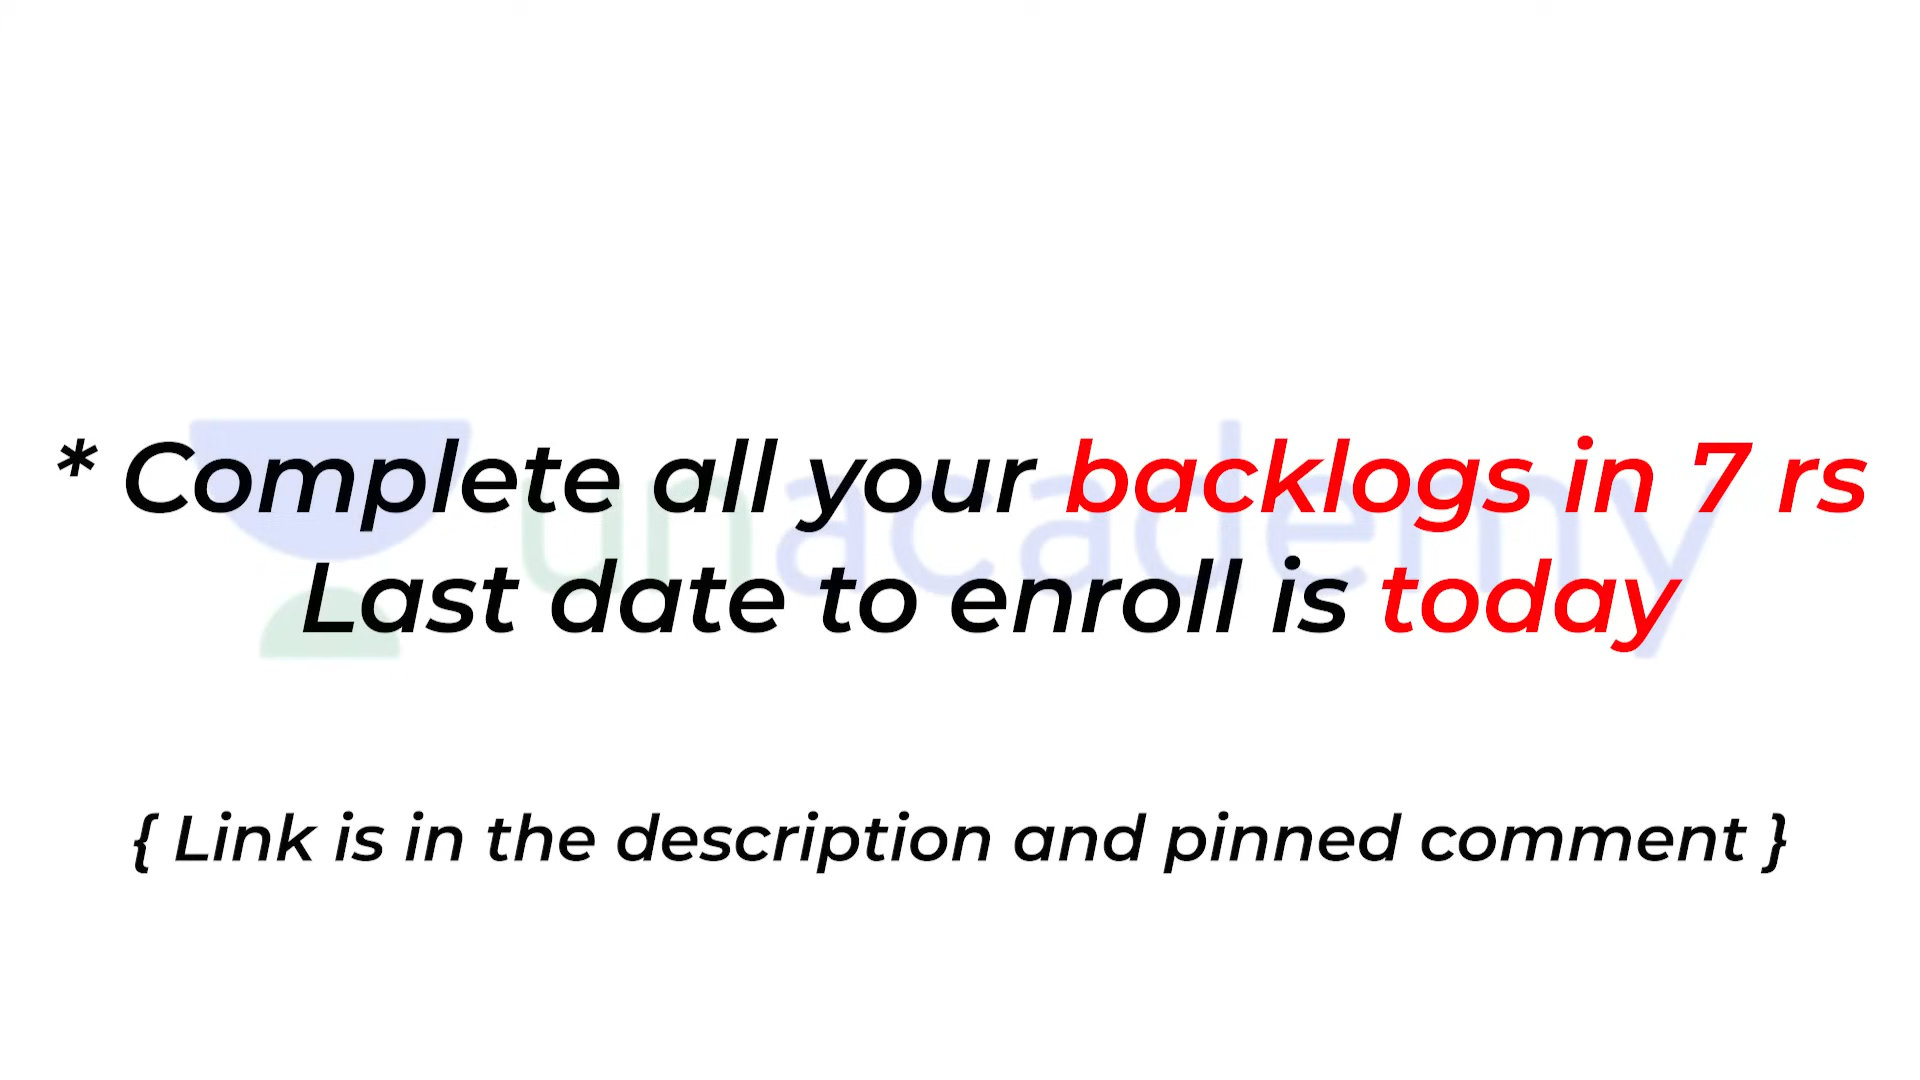 * Complete all your backlogs in 7 rs
Last date to enroll is today
unacademy
{ Link is in the description and pinned comment }